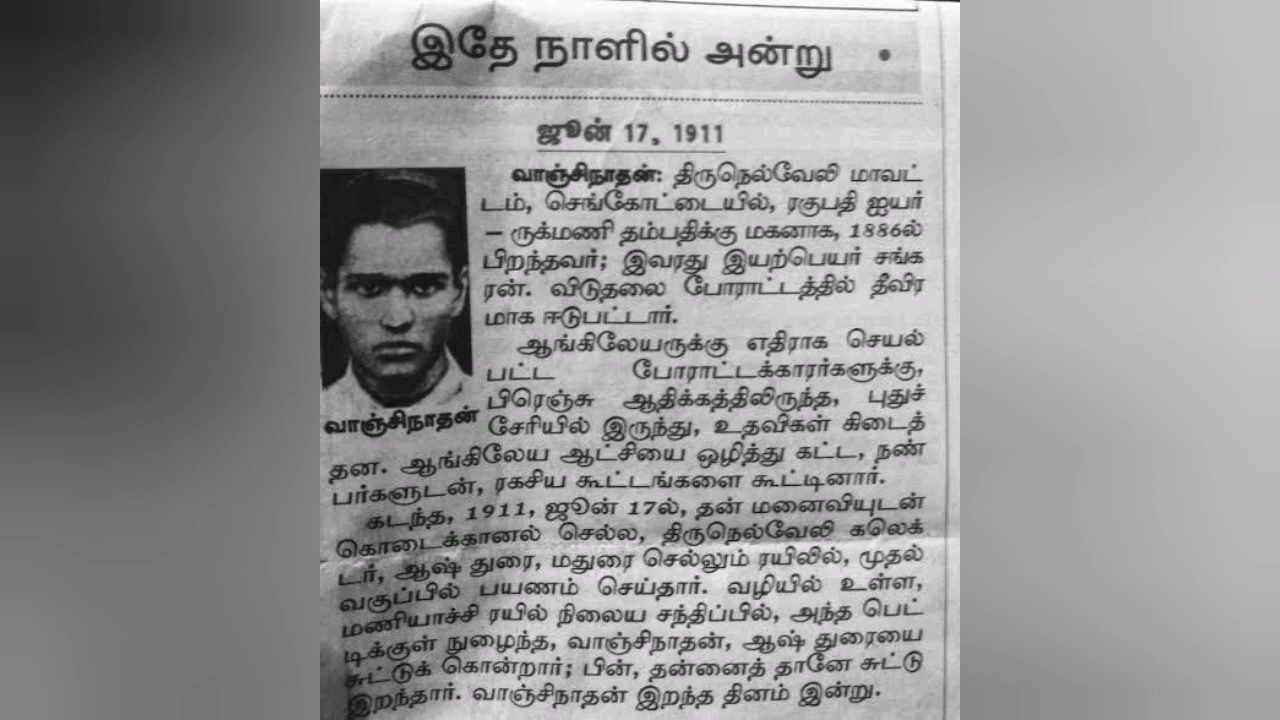 இதே நாளில் அன்று •
ஜூன் 17, 1911
வாஞ்சிநாதன்: திருநெல்வேலி மாவட்
டம், செங்கோட்டையில், ரகுபதி ஐயர்
– ருக்மணி தம்பதிக்கு மகனாக, 1886ல்
பிறந்தவர்; இவரது இயற்பெயர் சங்க
ரன். விடுதலை போராட்டத்தில் தீவிர
மாக ஈடுபட்டார்.
ஆங்கிலேயருக்கு எதிராக செயல்
பட்ட போராட்டக்காரர்களுக்கு,
பிரெஞ்சு ஆதிக்கத்திலிருந்த, புதுச்
சேரியில் இருந்து, உதவிகள் கிடைத்
வாஞ்சிநாதன்
தன. ஆங்கிலேய ஆட்சியை ஒழித்து கட்ட, நண்
பர்களுடன், ரகசிய கூட்டங்களை கூட்டினார்.
கடந்த, 1911, ஜூன் 17ல், தன் மனைவியுடன்
கொடைக்கானல் செல்ல, திருநெல்வேலி கலெக்
டர், ஆஷ் துரை, மதுரை செல்லும் ரயிலில், முதல்
வகுப்பில் பயணம் செய்தார். வழியில் உள்ள,
மணியாச்சி ரயில் நிலைய சந்திப்பில், அந்த பெட்
டிக்குள் நுழைந்த, வாஞ்சிநாதன், ஆஷ் துரையை
சுட்டுக் கொன்றார்; பின், தன்னைத் தானே சுட்டு
இறந்தார். வாஞ்சிநாதன் இறந்த தினம் இன்று.